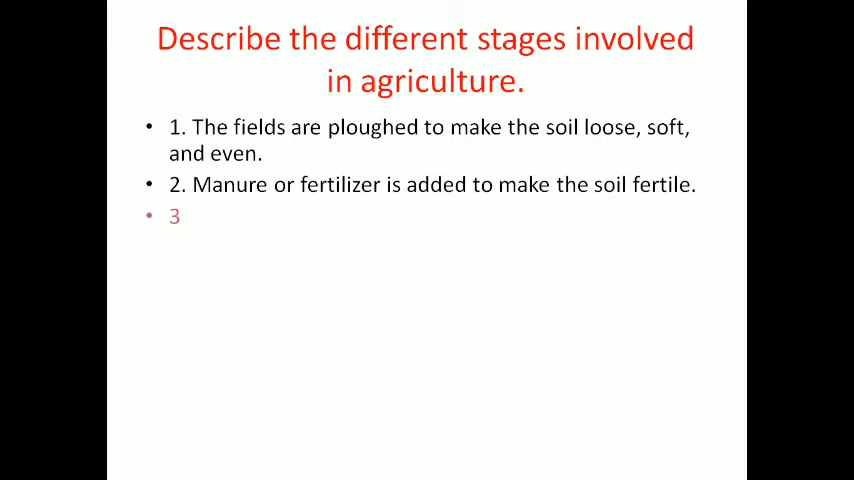 Describe the different stages involved
in agriculture.
• 1. The fields are ploughed to make the soil loose, soft,
and even.
• 2. Manure or fertilizer is added to make the soil fertile.
• 3